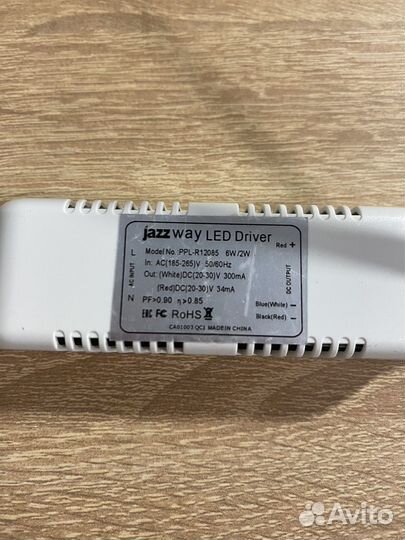 jazzway LED Driver
Red +
L
Model No: PPL-R12085 6W/2W
In: AC(185-265)V 50/60Hz
AC INPUT
Out: (White)DC(20-30)V 300mA
DC OUTPUT
(Red)DC(20-30)V 34mA
N
PF>0.90 η>0.85
Blue(White) −
Black(Red) −
EAC FC RoHS
CA01003 QC3 MADE IN CHINA
Avito